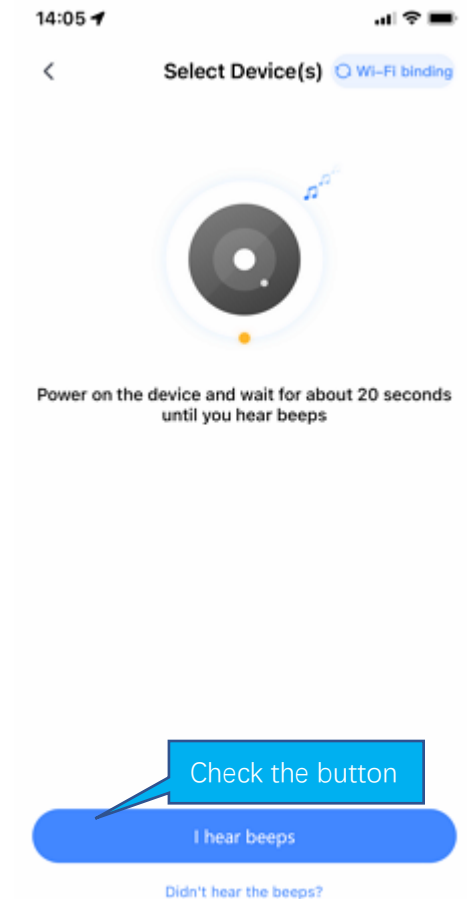 14:05
Select Device(s)
Wi-Fi binding
Power on the device and wait for about 20 seconds
until you hear beeps
Check the button
I hear beeps
Didn't hear the beeps?